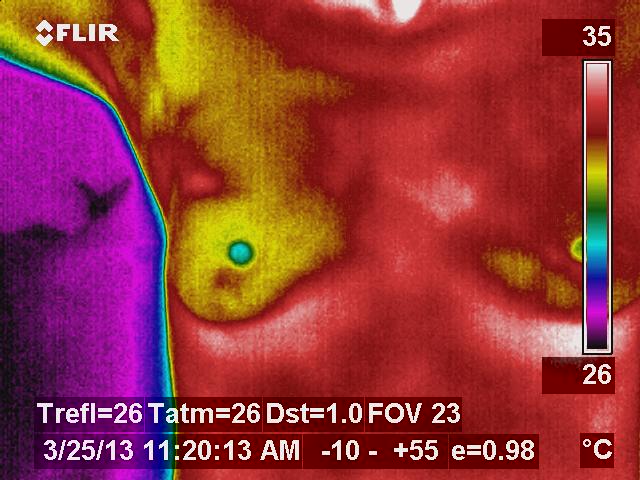 FLIR
35
26
Trefl=26 Tatm=26 Dst=1.0 FOV 23
3/25/13 11:20:13 AM -10 - +55 e=0.98 °C